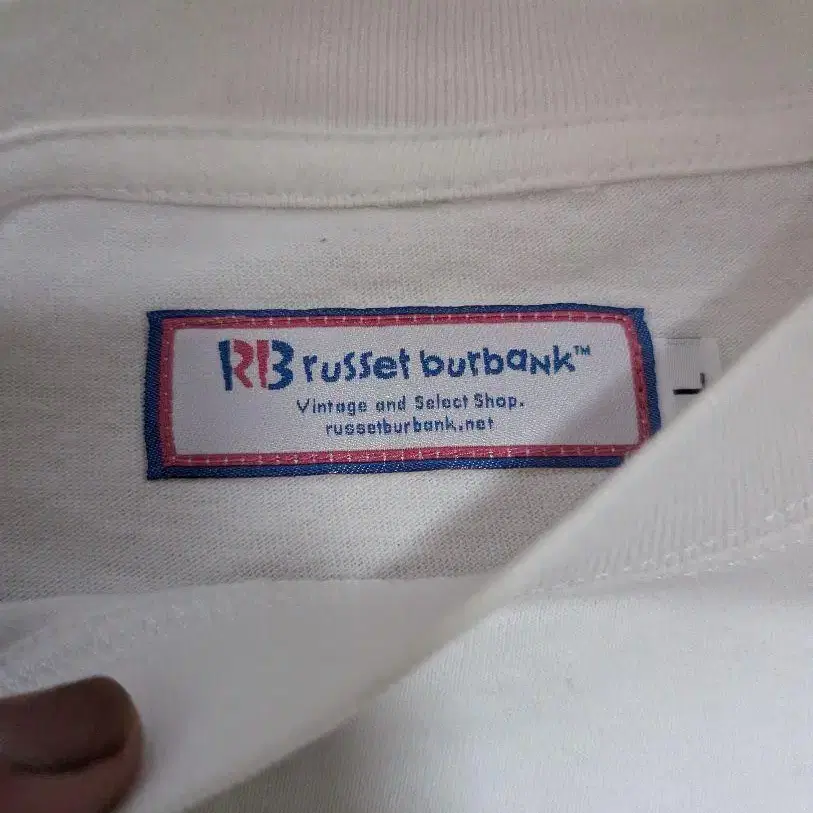 RB russet burbank™
Vintage and Select Shop.
russetburbank.net
L